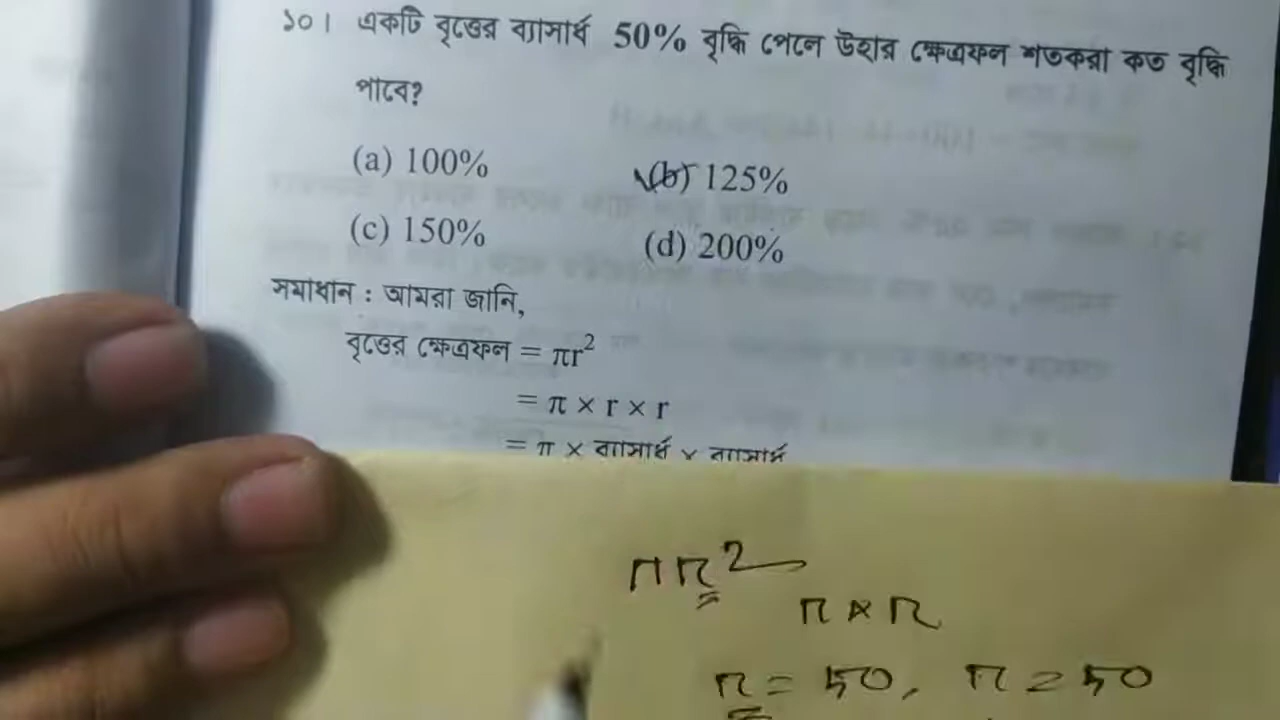 ১০। একটি বৃত্তের ব্যাসার্ধ 50% বৃদ্ধি পেলে উহার ক্ষেত্রফল শতকরা কত বৃদ্ধি
পাবে?
(a) 100% (b) 125%
(c) 150% (d) 200%
সমাধান : আমরা জানি,
বৃত্তের ক্ষেত্রফল = πr²
= π × r × r
= π × ব্যাসার্ধ × ব্যাসার্ধ
πr²
r × r
r = 50, r = 50